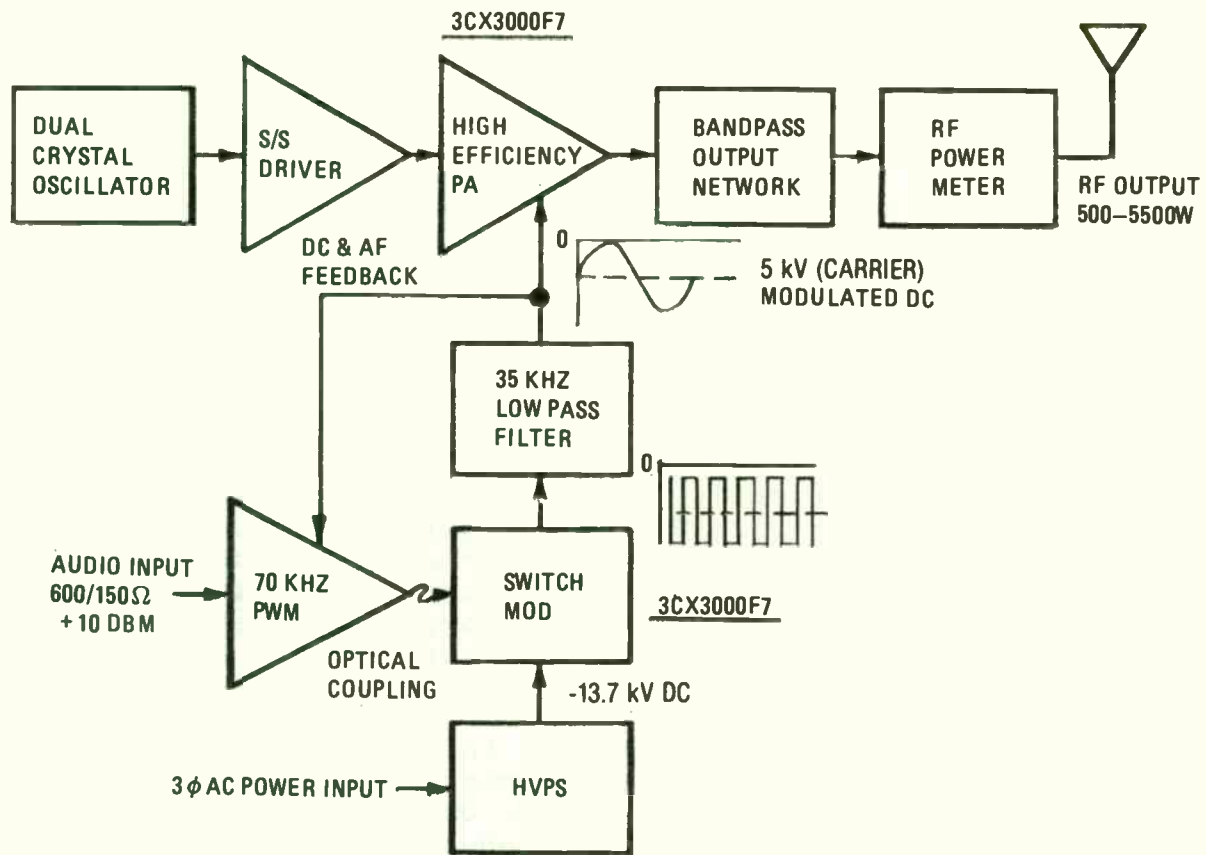 3CX3000F7
DUAL
CRYSTAL
OSCILLATOR
S/S
DRIVER
HIGH
EFFICIENCY
PA
BANDPASS
OUTPUT
NETWORK
RF
POWER
METER
RF OUTPUT
500–5500W
DC & AF
FEEDBACK
0
5 kV (CARRIER)
MODULATED DC
35 KHZ
LOW PASS
FILTER
0
AUDIO INPUT
600/150Ω
+10 DBM
70 KHZ
PWM
OPTICAL
COUPLING
SWITCH
MOD
3CX3000F7
-13.7 kV DC
3ϕ AC POWER INPUT
HVPS